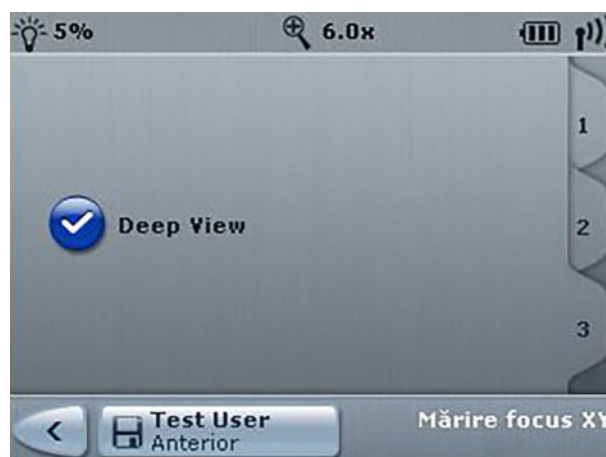 5%
6.0x
1
2
Deep View
3
Test User
Anterior
Mărire focus XY